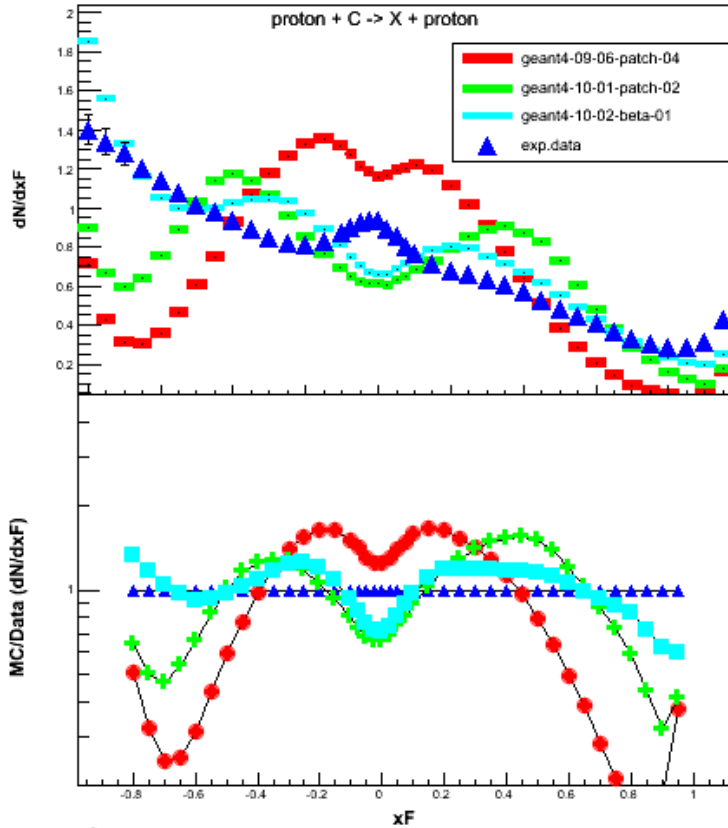 proton + C -> X + proton
geant4-09-06-patch-04
geant4-10-01-patch-02
geant4-10-02-beta-01
exp.data
dN/dxF
2
1.8
1.6
1.4
1.2
1
0.8
0.6
0.4
0.2
MC/Data (dN/dxF)
1
-0.8 -0.6 -0.4 -0.2 0 0.2 0.4 0.6 0.8 1
xF